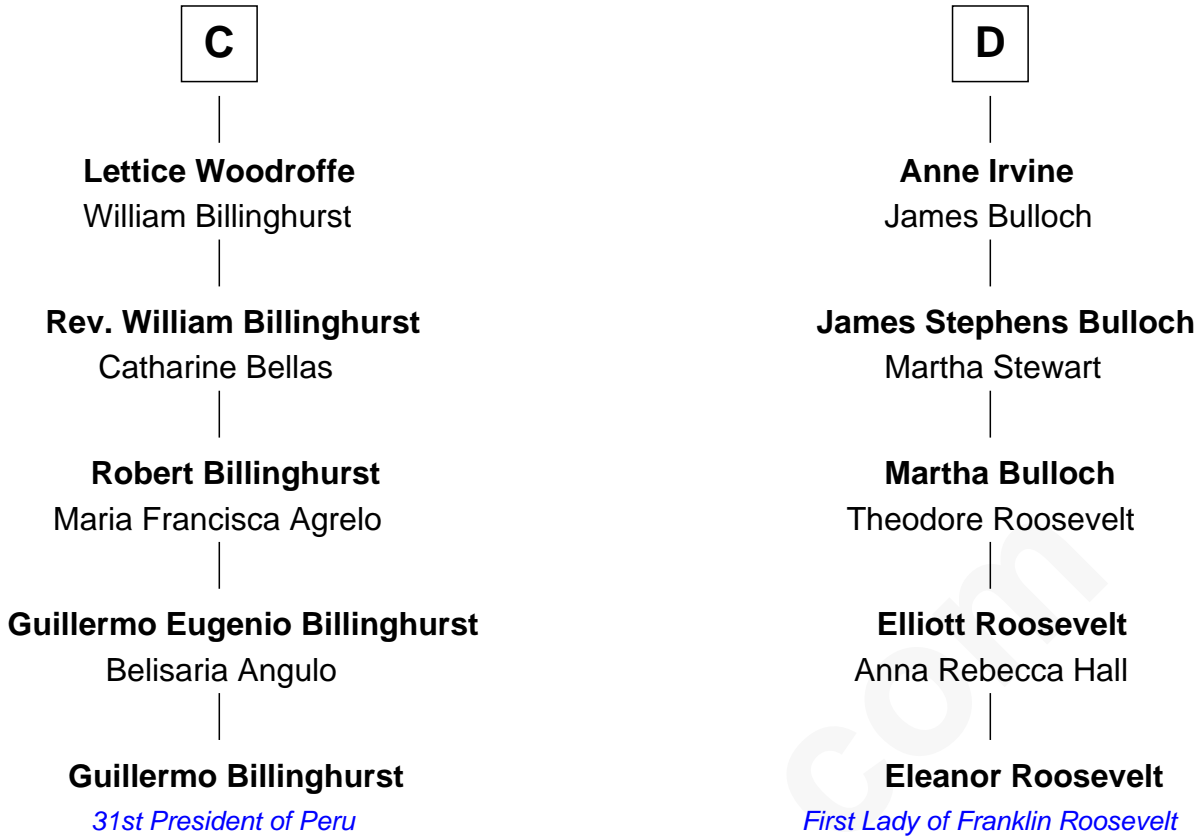 C
Lettice Woodroffe
William Billinghurst
Rev. William Billinghurst
Catharine Bellas
Robert Billinghurst
Maria Francisca Agrelo
Guillermo Eugenio Billinghurst
Belisaria Angulo
Guillermo Billinghurst
31st President of Peru
D
Anne Irvine
James Bulloch
James Stephens Bulloch
Martha Stewart
Martha Bulloch
Theodore Roosevelt
Elliott Roosevelt
Anna Rebecca Hall
Eleanor Roosevelt
First Lady of Franklin Roosevelt
com